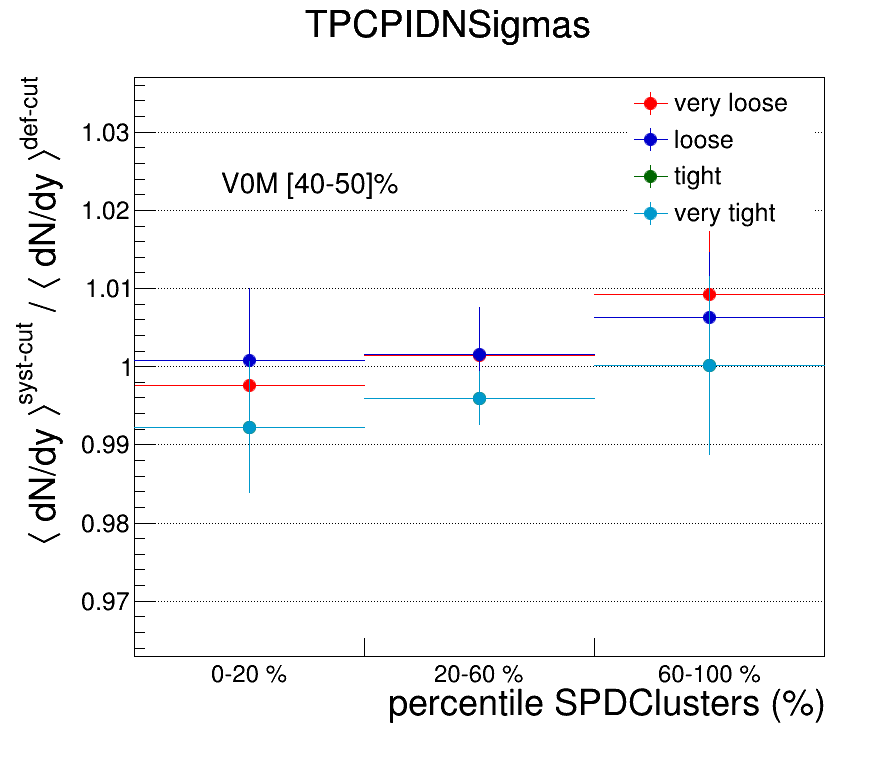 TPCPIDNSigmas
⟨ dN/dy ⟩^syst-cut / ⟨ dN/dy ⟩^def-cut
1.03
1.02
1.01
1
0.99
0.98
0.97
V0M [40-50]%
very loose
loose
tight
very tight
0-20 %
20-60 %
60-100 %
percentile SPDClusters (%)